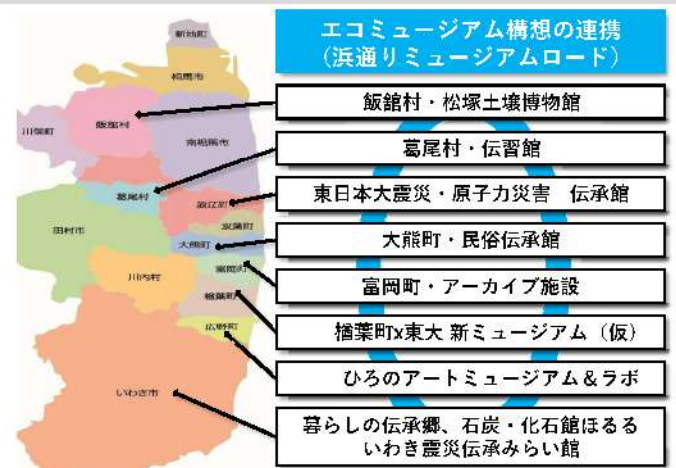 エコミュージアム構想の連携
（浜通りミュージアムロード）
新地町
相馬市
飯舘村・松塚土壌博物館
川俣町
飯舘村
南相馬市
葛尾村・伝習館
葛尾村
浪江町
東日本大震災・原子力災害　伝承館
双葉町
田村市
大熊町
大熊町・民俗伝承館
富岡町
富岡町・アーカイブ施設
川内村
楢葉町
楢葉町x東大 新ミュージアム（仮）
広野町
ひろのアートミュージアム＆ラボ
いわき市
暮らしの伝承郷、石炭・化石館ほるる
いわき震災伝承みらい館